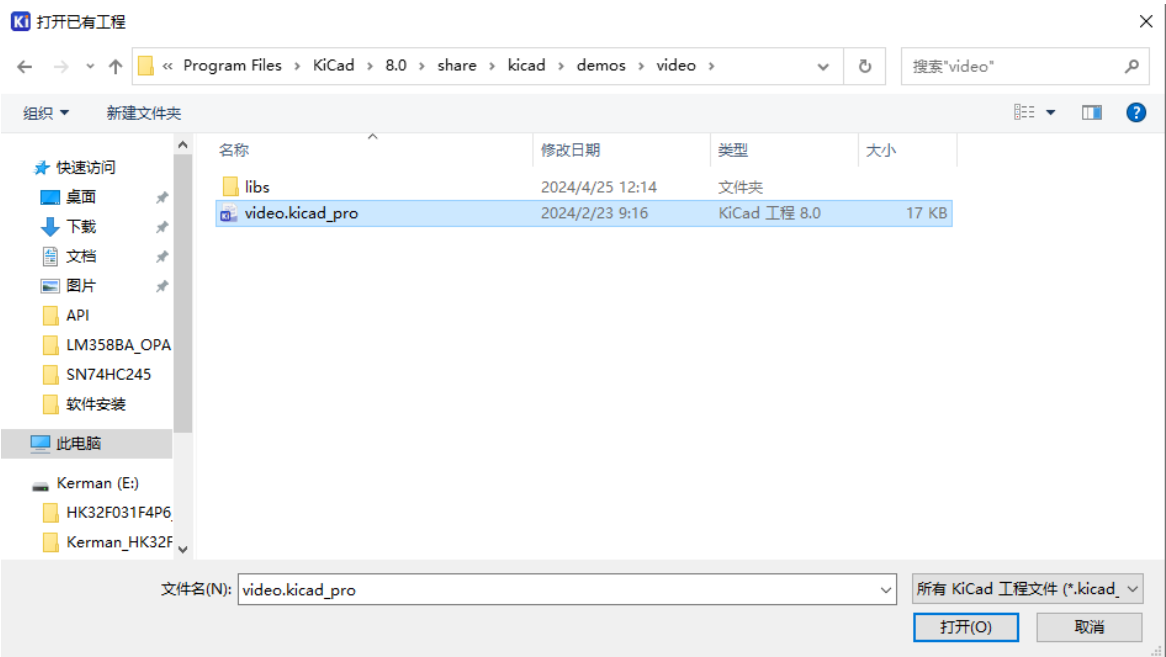 Ki 打开已有工程
« Program Files › KiCad › 8.0 › share › kicad › demos › video ›
搜索"video"
组织 新建文件夹
?
名称 修改日期 类型 大小
快速访问
桌面
下载
文档
图片
API
LM358BA_OPA
SN74HC245
软件安装
此电脑
Kerman (E:)
HK32F031F4P6_
Kerman_HK32F
libs 2024/4/25 12:14 文件夹
video.kicad_pro 2024/2/23 9:16 KiCad 工程 8.0 17 KB
文件名(N): video.kicad_pro 所有 KiCad 工程文件 (*.kicad_
打开(O) 取消